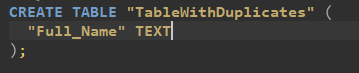 CREATE TABLE "TableWithDuplicates" (
"Full_Name" TEXT
);